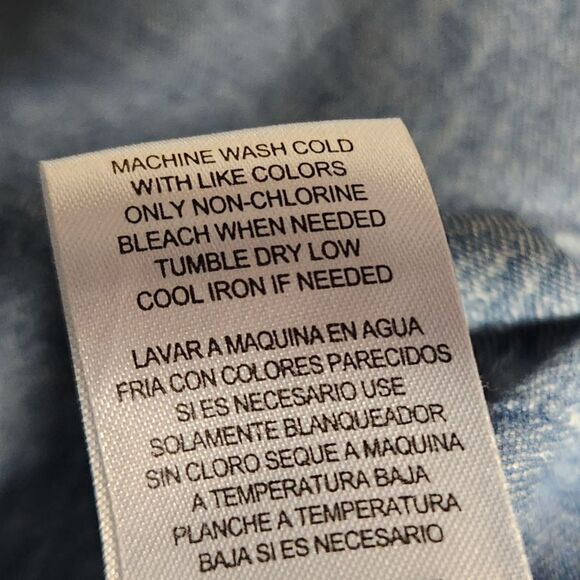 MACHINE WASH COLD
WITH LIKE COLORS
ONLY NON-CHLORINE
BLEACH WHEN NEEDED
TUMBLE DRY LOW
COOL IRON IF NEEDED
LAVAR A MAQUINA EN AGUA
FRIA CON COLORES PARECIDOS
SI ES NECESARIO USE
SOLAMENTE BLANQUEADOR
SIN CLORO SEQUE A MAQUINA
A TEMPERATURA BAJA
PLANCHE A TEMPERATURA
BAJA SI ES NECESARIO